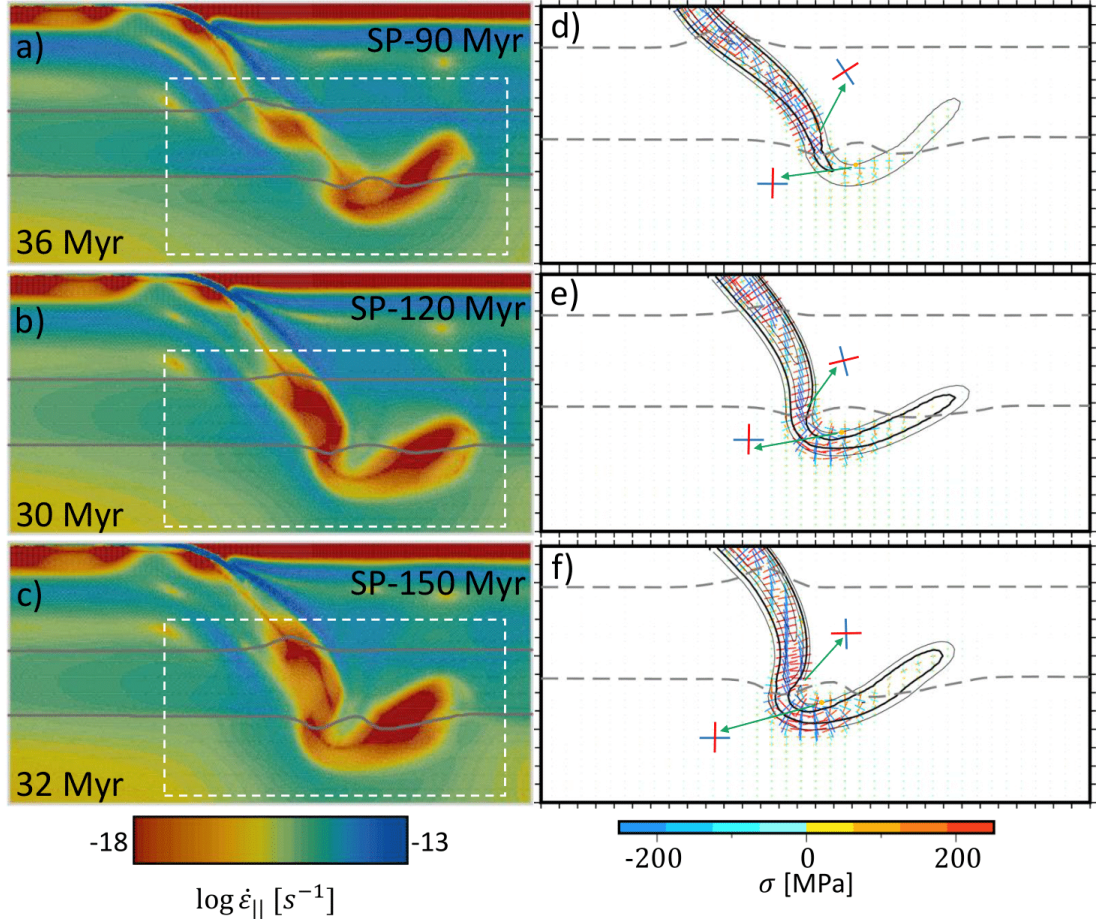 a)
SP-90 Myr
36 Myr
d)
b)
SP-120 Myr
30 Myr
e)
c)
SP-150 Myr
32 Myr
f)
-18
-13
log ε̇|| [s⁻¹]
-200
0
200
σ [MPa]